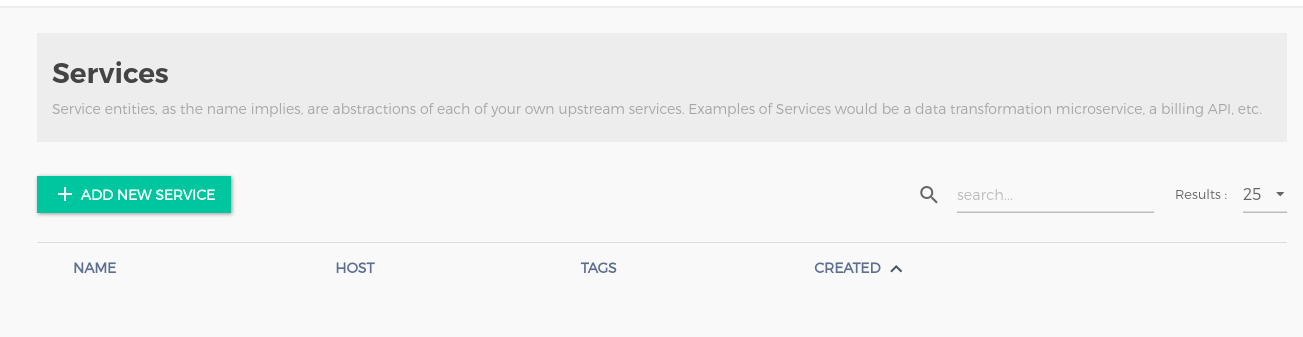 Services
Service entities, as the name implies, are abstractions of each of your own upstream services. Examples of Services would be a data transformation microservice, a billing API, etc.
ADD NEW SERVICE
search...
Results :
25
NAME
HOST
TAGS
CREATED